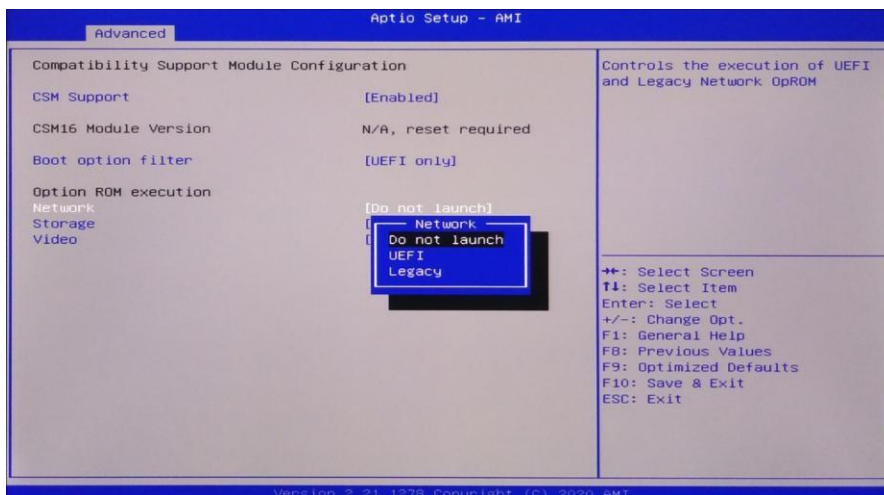 Aptio Setup – AMI
Advanced
Compatibility Support Module Configuration
CSM Support [Enabled]
CSM16 Module Version N/A, reset required
Boot option filter [UEFI only]
Option ROM execution
Network [Do not launch]
Storage [
Video [
Network
Do not launch
UEFI
Legacy
Controls the execution of UEFI
and Legacy Network OpROM
→←: Select Screen
↑↓: Select Item
Enter: Select
+/-: Change Opt.
F1: General Help
F8: Previous Values
F9: Optimized Defaults
F10: Save & Exit
ESC: Exit
Version 2.21.1278 Copyright (C) 2020 AMI